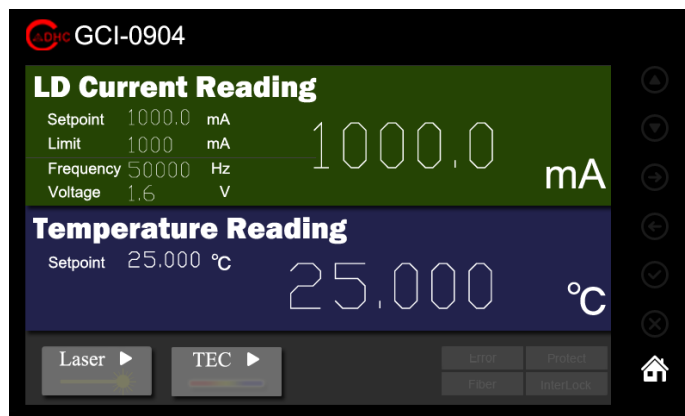 DHC GCI-0904
LD Current Reading
Setpoint 1000.0 mA
Limit 1000 mA
Frequency 50000 Hz
Voltage 1.6 V
1000.0 mA
Temperature Reading
Setpoint 25.000 °C
25.000 °C
Laser
TEC
Error Protect
Fiber InterLock